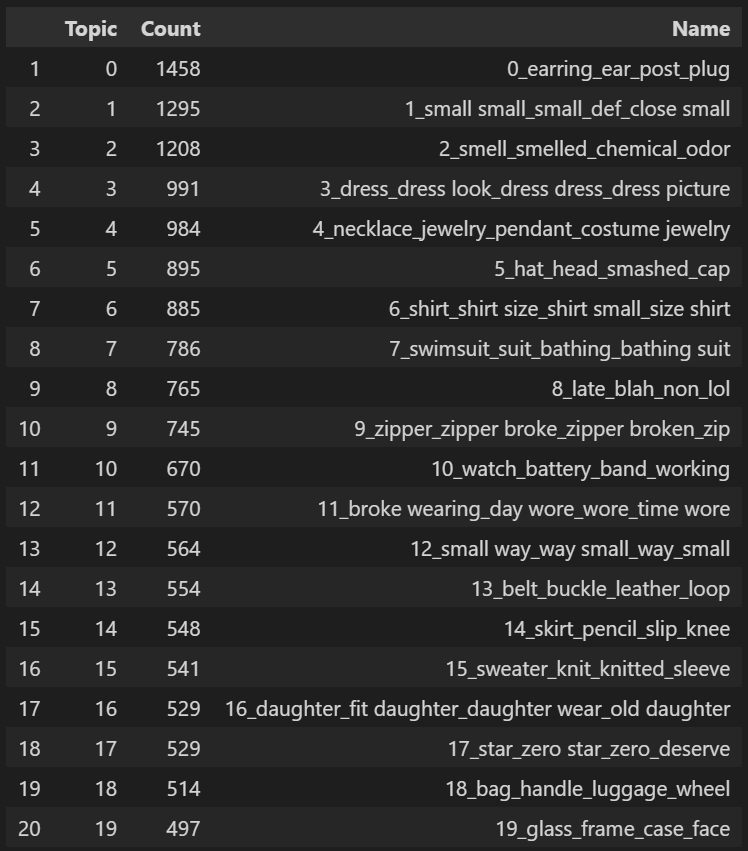 Topic Count Name
1 0 1458 0_earring_ear_post_plug
2 1 1295 1_small small_small_def_close small
3 2 1208 2_smell_smelled_chemical_odor
4 3 991 3_dress_dress look_dress dress_dress picture
5 4 984 4_necklace_jewelry_pendant_costume jewelry
6 5 895 5_hat_head_smashed_cap
7 6 885 6_shirt_shirt size_shirt small_size shirt
8 7 786 7_swimsuit_suit_bathing_bathing suit
9 8 765 8_late_blah_non_lol
10 9 745 9_zipper_zipper broke_zipper broken_zip
11 10 670 10_watch_battery_band_working
12 11 570 11_broke wearing_day wore_wore_time wore
13 12 564 12_small way_way small_way_small
14 13 554 13_belt_buckle_leather_loop
15 14 548 14_skirt_pencil_slip_knee
16 15 541 15_sweater_knit_knitted_sleeve
17 16 529 16_daughter_fit daughter_daughter wear_old daughter
18 17 529 17_star_zero star_zero_deserve
19 18 514 18_bag_handle_luggage_wheel
20 19 497 19_glass_frame_case_face